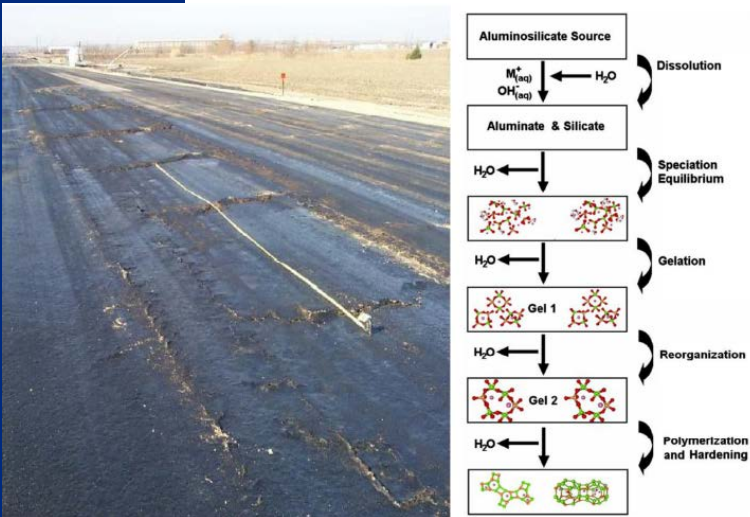 Aluminosilicate Source
M⁺(aq)
OH⁻(aq)
H₂O
Dissolution
Aluminate & Silicate
H₂O
Speciation
Equilibrium
H₂O
Gelation
Gel 1
H₂O
Reorganization
Gel 2
H₂O
Polymerization
and Hardening